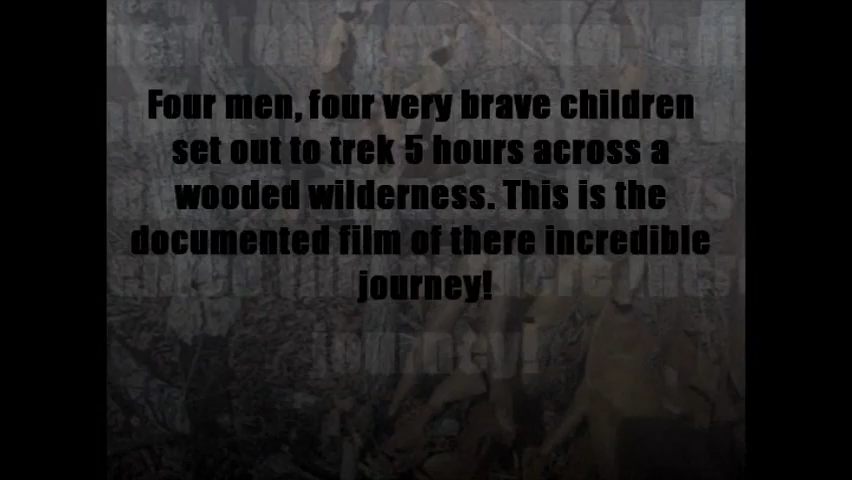 Four men, four very brave children
set out to trek 5 hours across a
wooded wilderness. This is the
documented film of there incredible
journey!
journey!